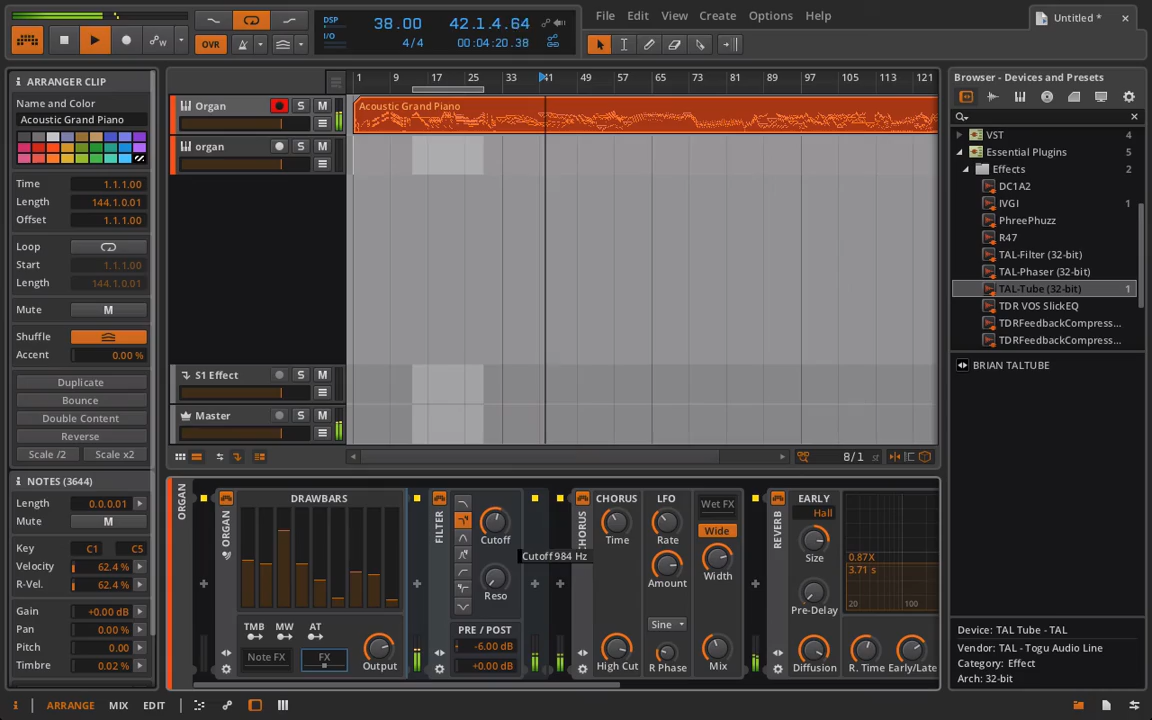 DSP
I/O
38.00
4/4
42.1.4.64
00:04:20.38
OVR
File Edit View Create Options Help
Untitled *
ARRANGER CLIP
Name and Color
Acoustic Grand Piano
Time 1.1.1.00
Length 144.1.0.01
Offset 1.1.1.00
Loop
Start 1.1.1.00
Length 144.1.0.01
Mute M
Shuffle
Accent 0.00 %
Duplicate
Bounce
Double Content
Reverse
Scale /2 Scale x2
NOTES (3644)
Length 0.0.0.01
Mute M
Key C1 C5
Velocity 62.4 %
R-Vel. 62.4 %
Gain +0.00 dB
Pan 0.00 %
Pitch 0.00
Timbre 0.02 %
1 9 17 25 33 41 49 57 65 73 81 89 97 105 113 121
Organ S M
Acoustic Grand Piano
organ S M
S1 Effect S M
Master S M
8/1 st
ORGAN
ORGAN
DRAWBARS
TMB MW AT
Note FX FX Output
FILTER
Cutoff
Cutoff 984 Hz
Reso
PRE / POST
-6.00 dB
+0.00 dB
CHORUS
CHORUS LFO Wet FX
Time Rate Wide
Amount Width
Sine
High Cut R Phase Mix
REVERB
EARLY
Hall
Size
Pre-Delay
Diffusion
0.87X
3.71 s
20 100
R. Time Early/Late
Browser - Devices and Presets
VST 4
Essential Plugins 5
Effects 2
DC1A2
IVGI 1
PhreePhuzz
R47
TAL-Filter (32-bit)
TAL-Phaser (32-bit)
TAL-Tube (32-bit) 1
TDR VOS SlickEQ
TDRFeedbackCompress...
TDRFeedbackCompress...
BRIAN TALTUBE
Device: TAL Tube - TAL
Vendor: TAL - Togu Audio Line
Category: Effect
Arch: 32-bit
i ARRANGE MIX EDIT